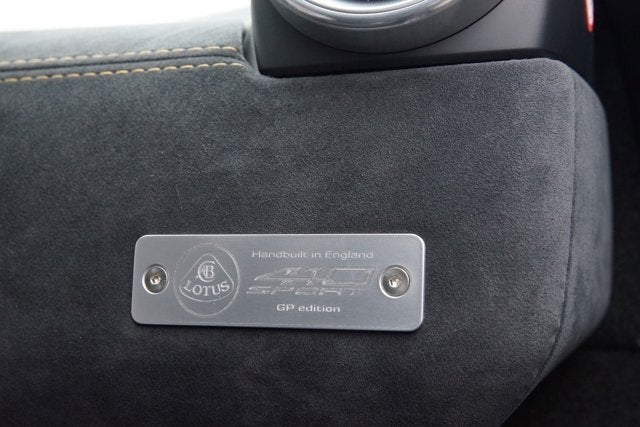 Handbuilt in England
LOTUS
410
SPORT
GP edition